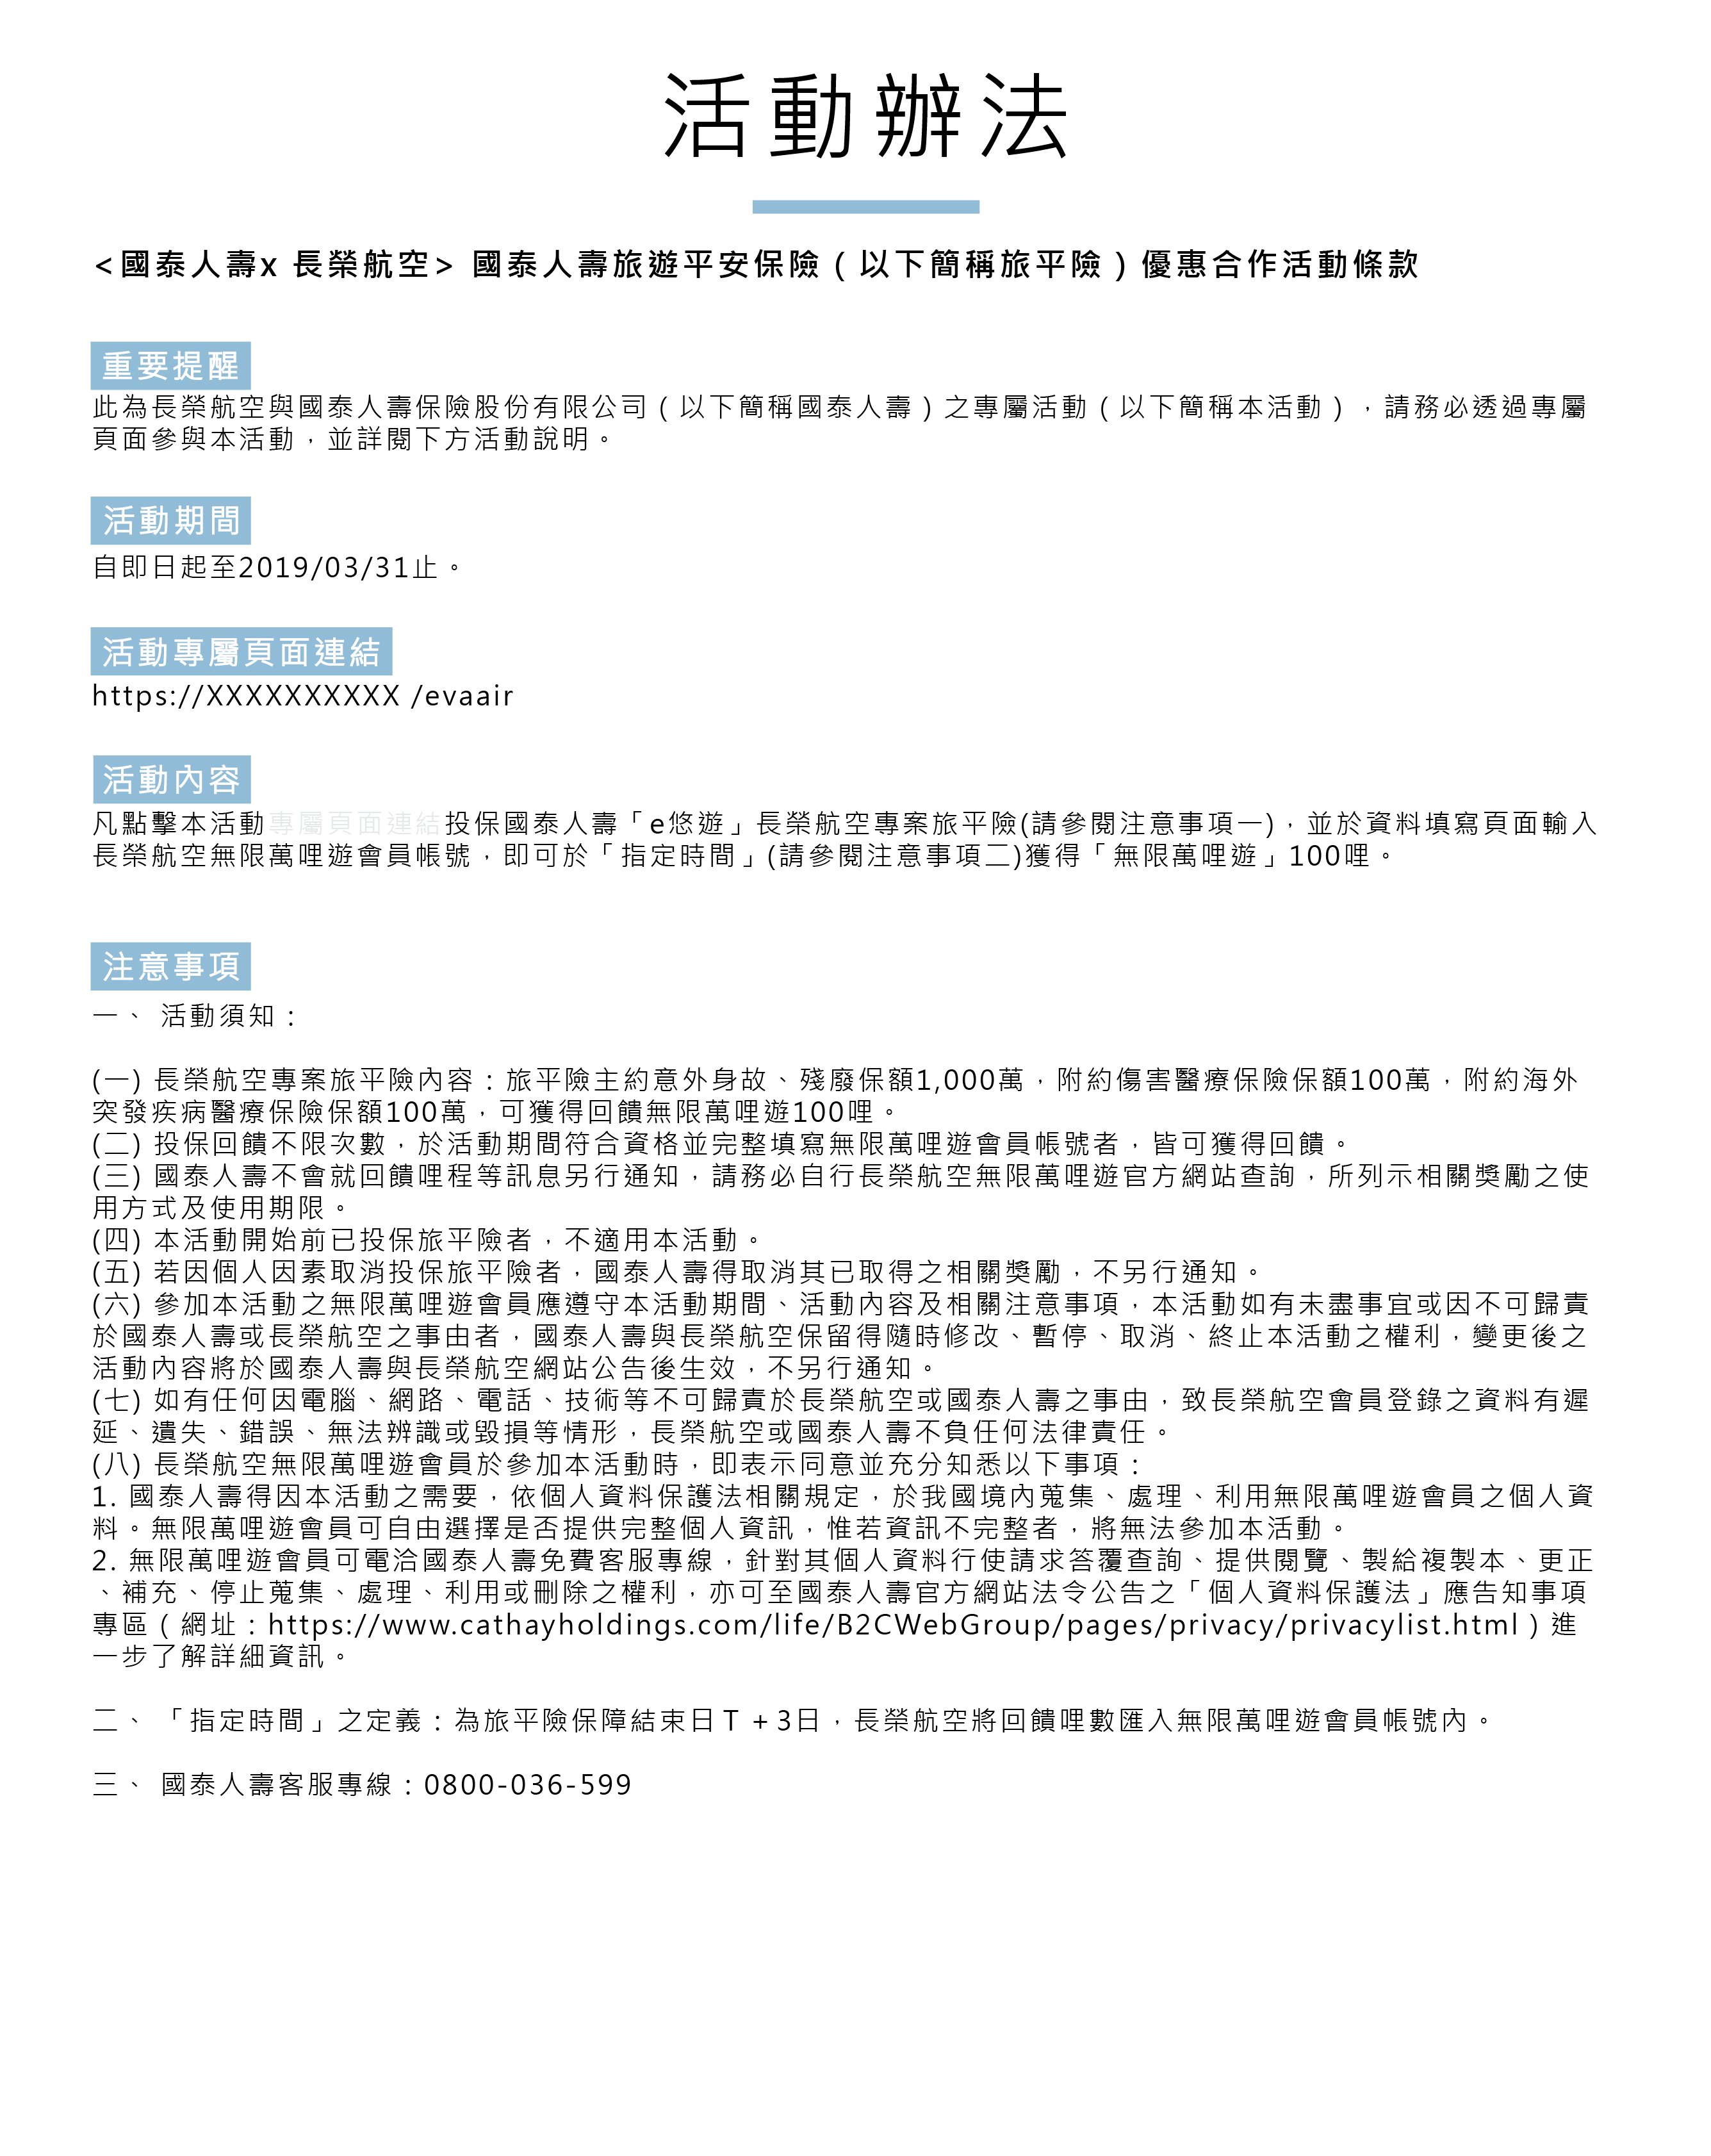 活動辦法
<國泰人壽x 長榮航空> 國泰人壽旅遊平安保險（以下簡稱旅平險）優惠合作活動條款
重要提醒
此為長榮航空與國泰人壽保險股份有限公司（以下簡稱國泰人壽）之專屬活動（以下簡稱本活動），請務必透過專屬
頁面參與本活動，並詳閱下方活動說明。
活動期間
自即日起至2019/03/31止。
活動專屬頁面連結
https://XXXXXXXXXX /evaair
活動內容
凡點擊本活動專屬頁面連結投保國泰人壽「e悠遊」長榮航空專案旅平險(請參閱注意事項一)，並於資料填寫頁面輸入
長榮航空無限萬哩遊會員帳號，即可於「指定時間」(請參閱注意事項二)獲得「無限萬哩遊」100哩。
注意事項
一、 活動須知：
(一) 長榮航空專案旅平險內容：旅平險主約意外身故、殘廢保額1,000萬，附約傷害醫療保險保額100萬，附約海外
突發疾病醫療保險保額100萬，可獲得回饋無限萬哩遊100哩。
(二) 投保回饋不限次數，於活動期間符合資格並完整填寫無限萬哩遊會員帳號者，皆可獲得回饋。
(三) 國泰人壽不會就回饋哩程等訊息另行通知，請務必自行長榮航空無限萬哩遊官方網站查詢，所列示相關獎勵之使
用方式及使用期限。
(四) 本活動開始前已投保旅平險者，不適用本活動。
(五) 若因個人因素取消投保旅平險者，國泰人壽得取消其已取得之相關獎勵，不另行通知。
(六) 參加本活動之無限萬哩遊會員應遵守本活動期間、活動內容及相關注意事項，本活動如有未盡事宜或因不可歸責
於國泰人壽或長榮航空之事由者，國泰人壽與長榮航空保留得隨時修改、暫停、取消、終止本活動之權利，變更後之
活動內容將於國泰人壽與長榮航空網站公告後生效，不另行通知。
(七) 如有任何因電腦、網路、電話、技術等不可歸責於長榮航空或國泰人壽之事由，致長榮航空會員登錄之資料有遲
延、遺失、錯誤、無法辨識或毀損等情形，長榮航空或國泰人壽不負任何法律責任。
(八) 長榮航空無限萬哩遊會員於參加本活動時，即表示同意並充分知悉以下事項：
1. 國泰人壽得因本活動之需要，依個人資料保護法相關規定，於我國境內蒐集、處理、利用無限萬哩遊會員之個人資
料。無限萬哩遊會員可自由選擇是否提供完整個人資訊，惟若資訊不完整者，將無法參加本活動。
2. 無限萬哩遊會員可電洽國泰人壽免費客服專線，針對其個人資料行使請求答覆查詢、提供閱覽、製給複製本、更正
、補充、停止蒐集、處理、利用或刪除之權利，亦可至國泰人壽官方網站法令公告之「個人資料保護法」應告知事項
專區（網址：https://www.cathayholdings.com/life/B2CWebGroup/pages/privacy/privacylist.html）進
一步了解詳細資訊。
二、 「指定時間」之定義：為旅平險保障結束日T＋3日，長榮航空將回饋哩數匯入無限萬哩遊會員帳號內。
三、 國泰人壽客服專線：0800-036-599